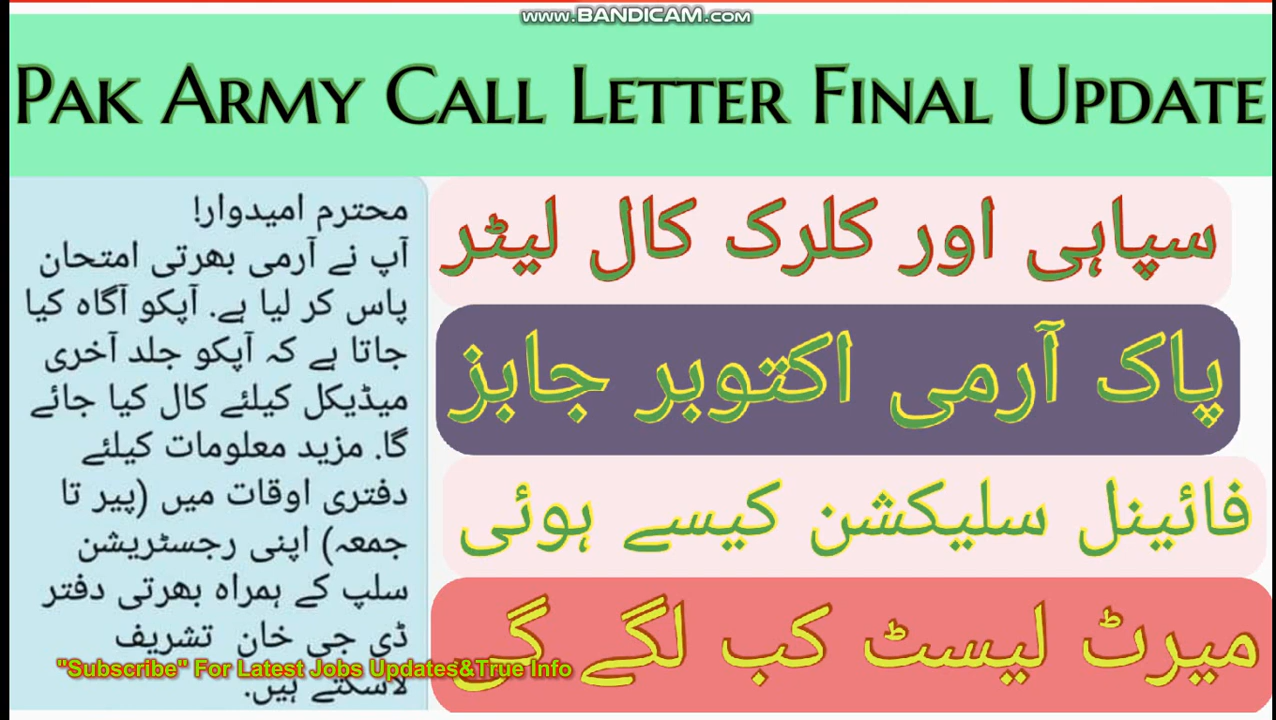 www.BANDICAM.com
Pak Army Call Letter Final Update
محترم امیدوار!
آپ نے آرمی بھرتی امتحان
پاس کر لیا ہے. آپکو آگاہ کیا
جاتا ہے کہ آپکو جلد آخری
میڈیکل کیلئے کال کیا جائے
گا. مزید معلومات کیلئے
دفتری اوقات میں (پیر تا
جمعہ) اپنی رجسٹریشن
سلپ کے ہمراہ بھرتی دفتر
ڈی جی خان تشریف
لاسکتے ہیں.
سپاہی اور کلرک کال لیٹر
پاک آرمی اکتوبر جابز
فائینل سلیکشن کیسے ہوئی
میرٹ لیسٹ کب لگے گی
"Subscribe" For Latest Jobs Updates&True Info